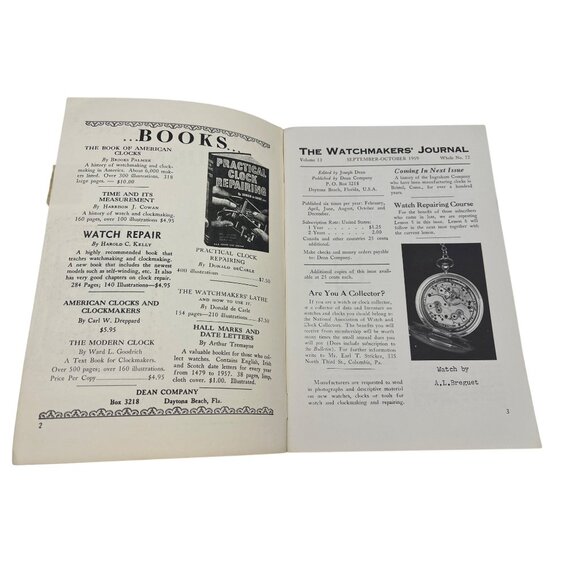 ...BOOKS...
THE BOOK OF AMERICAN
CLOCKS
By BROOKS PALMER
A history of watchmaking and clock-
making in America. About 6,000 mak-
ers listed. Over 300 illustrations. 318
large pages. — $10.00
TIME AND ITS
MEASUREMENT
By HARRISON J. COWAN
A history of watch and clockmaking.
160 pages, over 100 illustrations $4.95
WATCH REPAIR
By HAROLD C. KELLY
A highly recommended book that
teaches watchmaking and clockmaking.
A new book that includes the newest
models such as self-winding, etc. It also
has very good chapters on clock repair.
284 Pages; 140 Illustrations—$4.95
AMERICAN CLOCKS AND
CLOCKMAKERS
By Carl W. Dreppard
$5.95
THE MODERN CLOCK
By Ward L. Goodrich
A Text Book for Clockmakers.
Over 500 pages; over 160 illustrations.
Price Per Copy $4.95
PRACTICAL
CLOCK
REPAIRING
PRACTICAL CLOCK
REPAIRING
By DONALD DECARLE
400 illustrations
$7.50
THE WATCHMAKERS' LATHE
AND HOW TO USE IT.
By Donald de Carle
154 pages—210 illustrations $7.50
HALL MARKS AND
DATE LETTERS
By Arthur Tremayne
A valuable booklet for those who col-
lect watches. Contains English, Irish
and Scotch date letters for every year
from 1479 to 1957. 38 pages, limp,
cloth cover. $1.00. Illustrated.
DEAN COMPANY
Box 3218 Daytona Beach, Fla.
2
THE WATCHMAKERS' JOURNAL
Volume 13 SEPTEMBER-OCTOBER 1959 Whole No. 72
Edited by Joseph Dean
Published by Dean Company
P. O. Box 3218
Daytona Beach, Florida, U.S.A.
Published six times per year: February,
April, June, August, October and
December.
Subscription Rate: United States:
1 Year $1.25
2 Years 2.00
Canada and other countries 25 cents
additional.
Make checks and money orders payable
to: Dean Company.
Additional copies of this issue available
at 25 cents each.
Are You A Collector?
If you are a watch or clock collector,
or a collector of data and literature on
watches and clocks you should belong to
the National Association of Watch and
Clock Collectors. The benefits you will
receive from membership will be worth
many times the small annual dues you
will pay (Dues include subscription to
the Bulletin). For further information
write to Mr. Earl T. Strickler, 335
North Third St., Columbia, Pa.
Manufacturers are requested to send
in photographs and descriptive material
on new watches, clocks or tools for
watch and clockmaking and repairing.
Coming In Next Issue
A history of the Ingraham Company
who have been manufacturing clocks in
Bristol, Conn., for over a hundred
years.
Watch Repairing Course
For the benefit of those subscribers
who came in late, we are repeating
Lesson 5 in this issue. Lesson 6 will
be therefore be repeated along with
the current lesson.
Watch by
A.L.Breguet
3